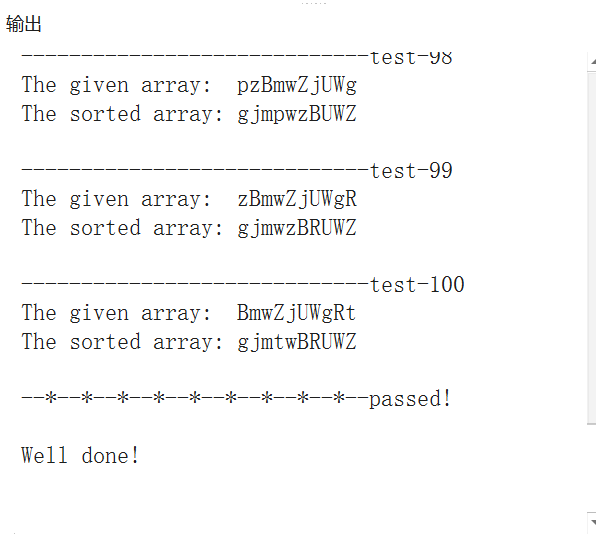 输出
-----------------------------test-98
The given array:  pzBmwZjUWg
The sorted array: gjmpwzBUWZ
-----------------------------test-99
The given array:  zBmwZjUWgR
The sorted array: gjmwzBRUWZ
-----------------------------test-100
The given array:  BmwZjUWgRt
The sorted array: gjmtwBRUWZ
--*--*--*--*--*--*--*--*--*--passed!
Well done!